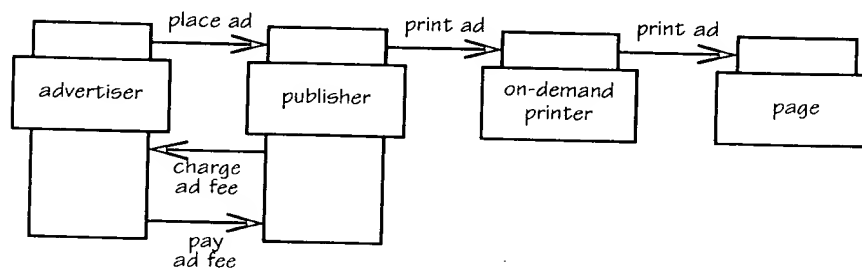 place ad
print ad
print ad
advertiser
publisher
on-demand
printer
page
charge
ad fee
pay
ad fee